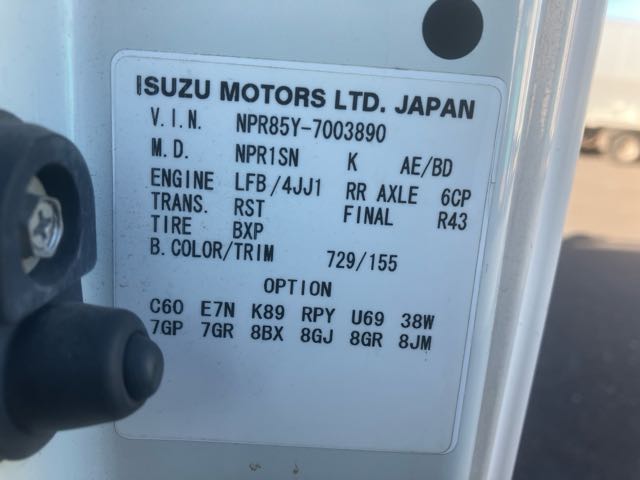 ISUZU MOTORS LTD. JAPAN
V.I.N. NPR85Y-7003890
M.D. NPR1SN K AE/BD
ENGINE LFB/4JJ1 RR AXLE 6CP
TRANS. RST FINAL R43
TIRE BXP
B.COLOR/TRIM 729/155
OPTION
C60 E7N K89 RPY U69 38W
7GP 7GR 8BX 8GJ 8GR 8JM